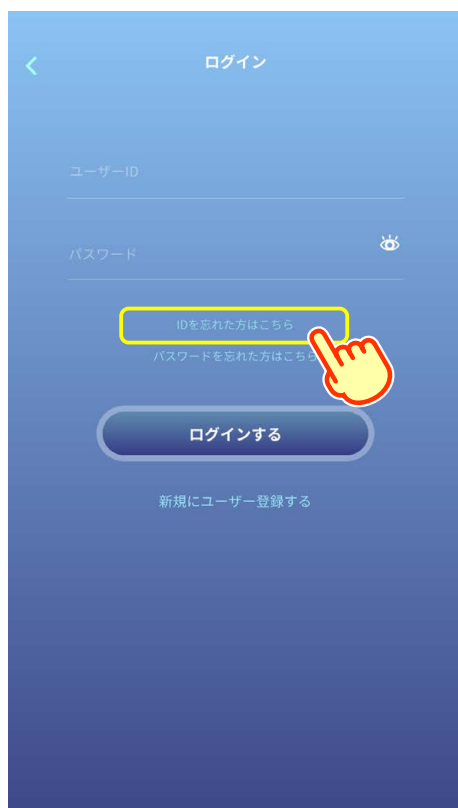 ログイン
ユーザーID
パスワード
IDを忘れた方はこちら
パスワードを忘れた方はこちら
ログインする
新規にユーザー登録する